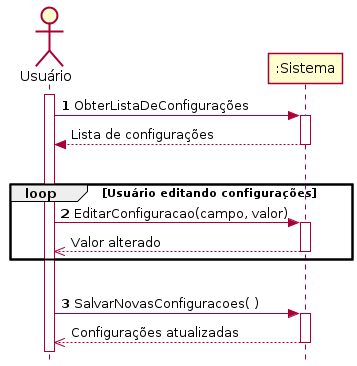 Usuário
:Sistema
1 ObterListaDeConfigurações
Lista de configurações
loop [Usuário editando configurações]
2 EditarConfiguracao(campo, valor)
Valor alterado
3 SalvarNovasConfiguracoes( )
Configurações atualizadas